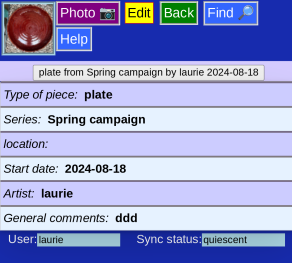 Photo 📷 Edit Back Find 🔎
Help
plate from Spring campaign by laurie 2024-08-18
Type of piece: plate
Series: Spring campaign
location:
Start date: 2024-08-18
Artist: laurie
General comments: ddd
User: laurie Sync status: quiescent